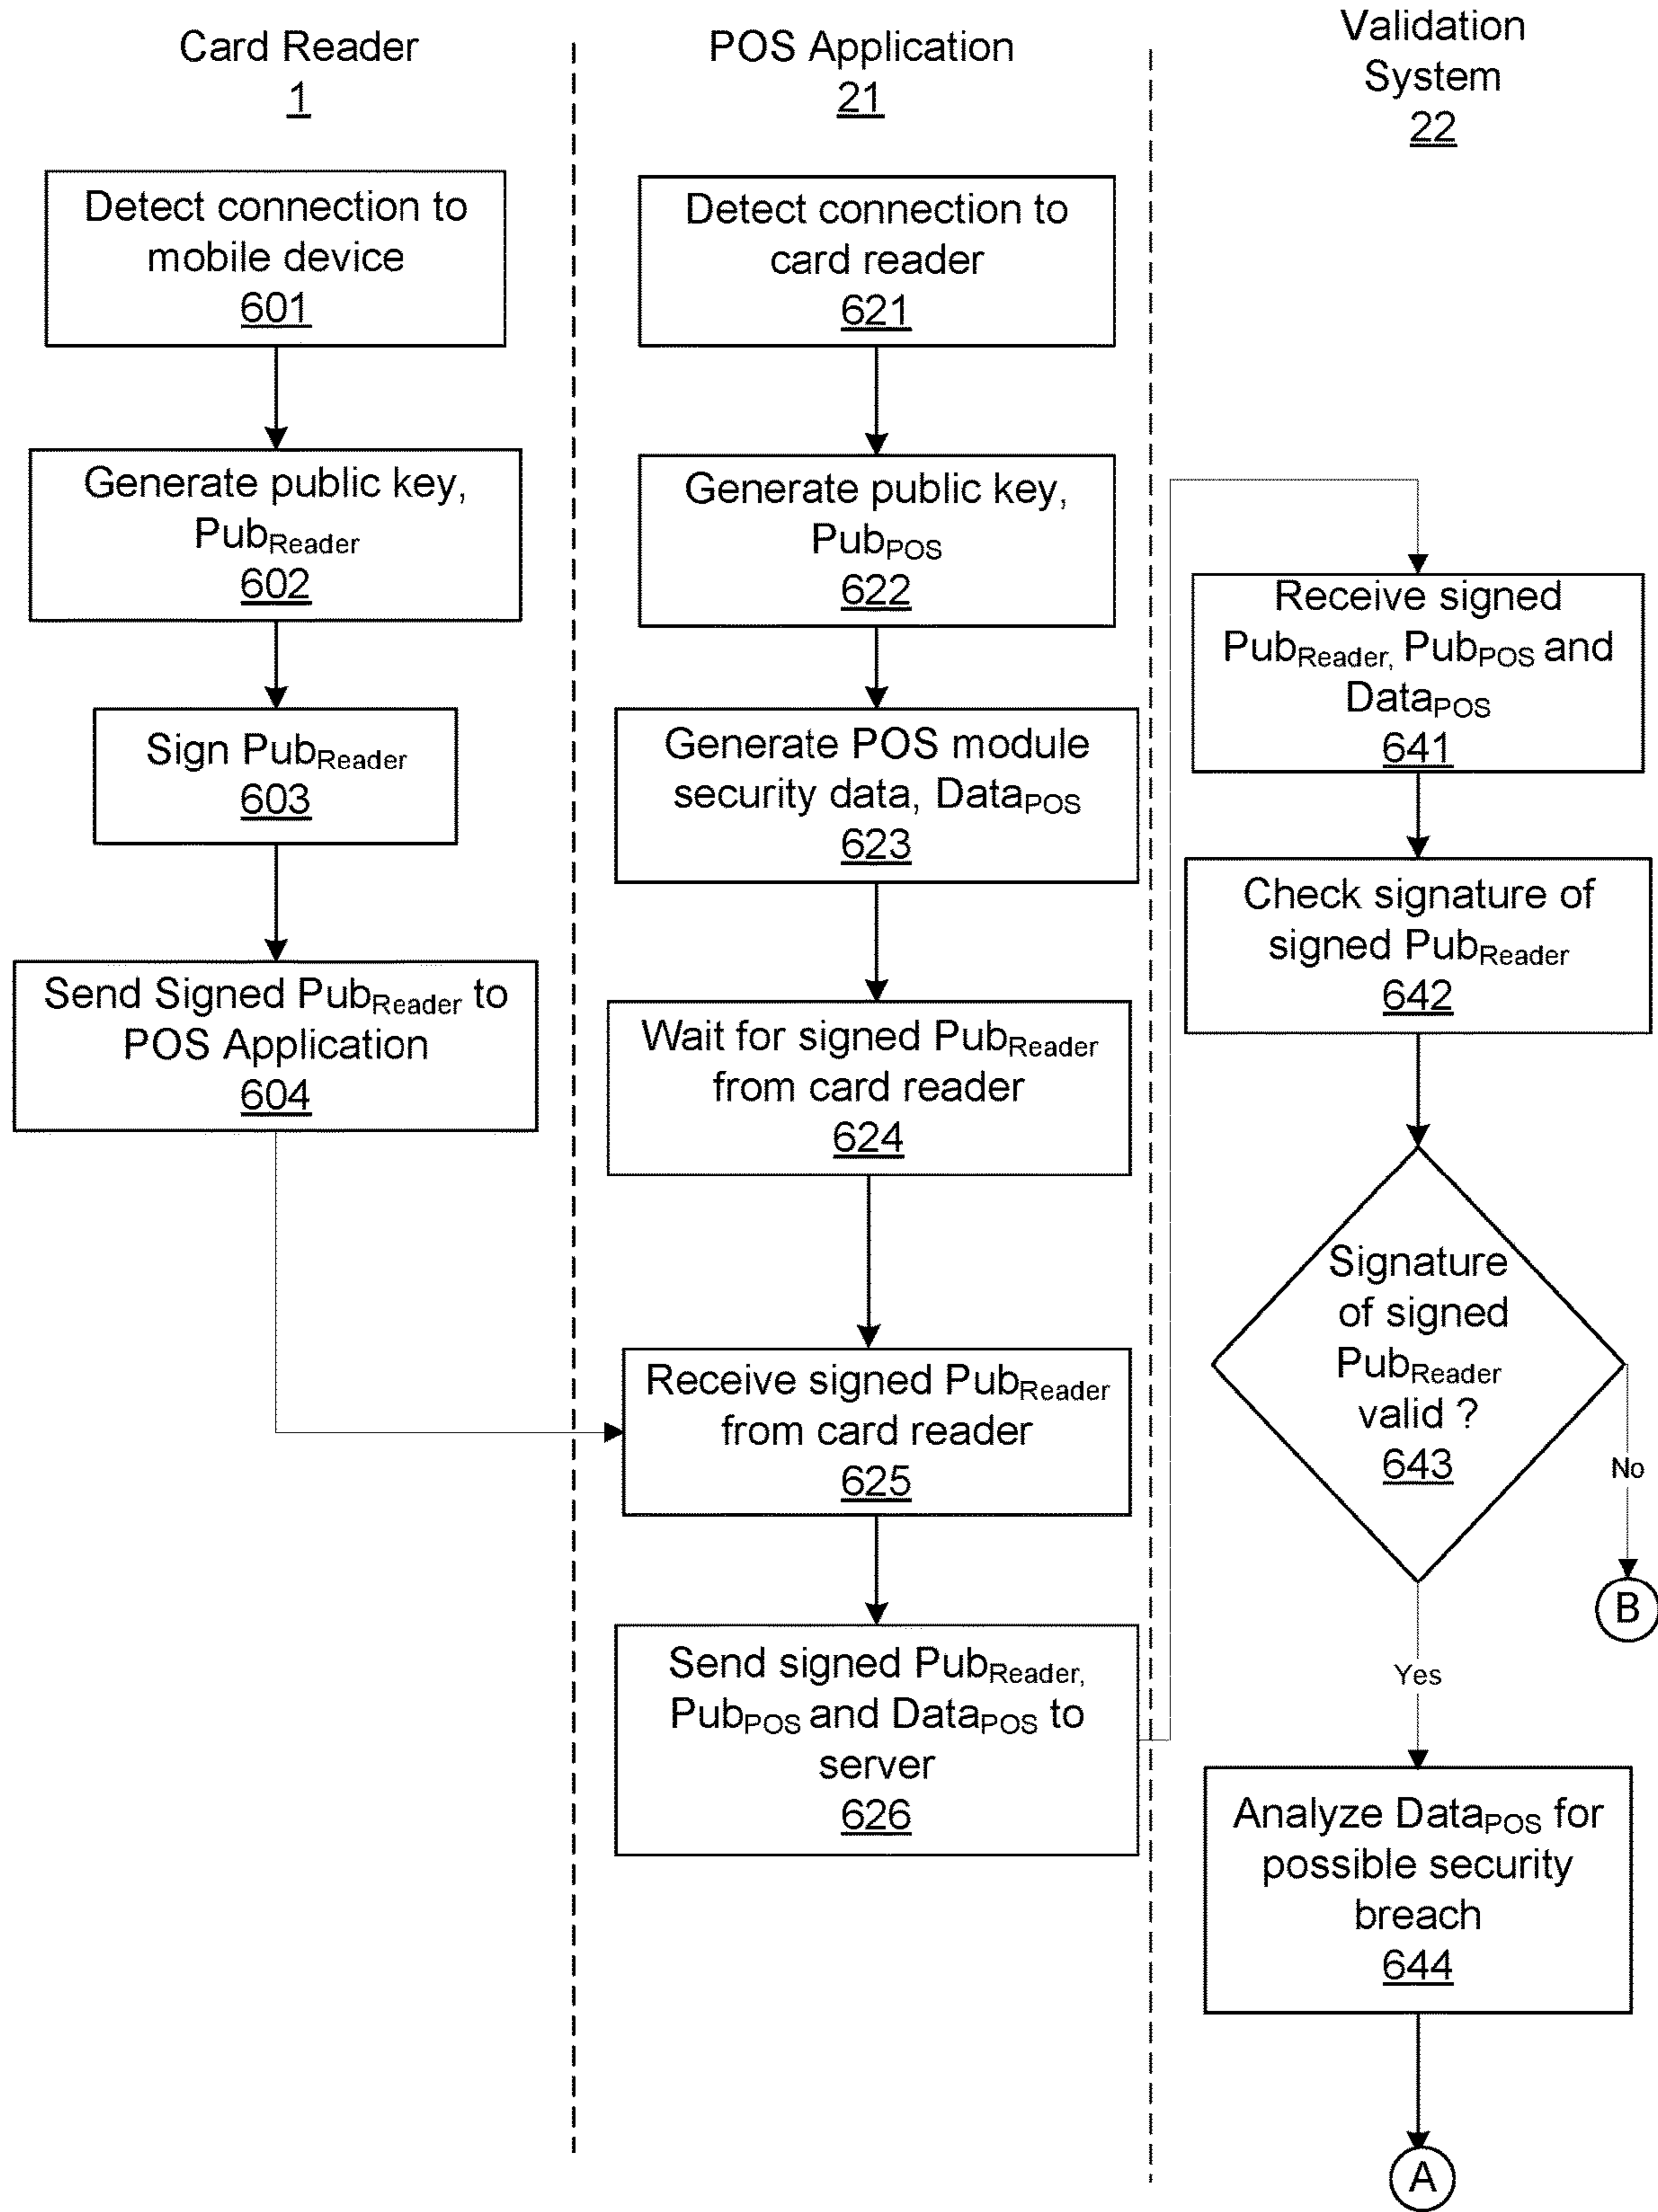 Card Reader
1
Detect connection to
mobile device
601
Generate public key,
PubReader
602
Sign PubReader
603
Send Signed PubReader to
POS Application
604
POS Application
21
Detect connection to
card reader
621
Generate public key,
PubPOS
622
Generate POS module
security data, DataPOS
623
Wait for signed PubReader
from card reader
624
Receive signed PubReader
from card reader
625
Send signed PubReader,
PubPOS and DataPOS to
server
626
Validation
System
22
Receive signed
PubReader, PubPOS and
DataPOS
641
Check signature of
signed PubReader
642
Signature
of signed
PubReader
valid ?
643
No
B
Yes
Analyze DataPOS for
possible security
breach
644
A